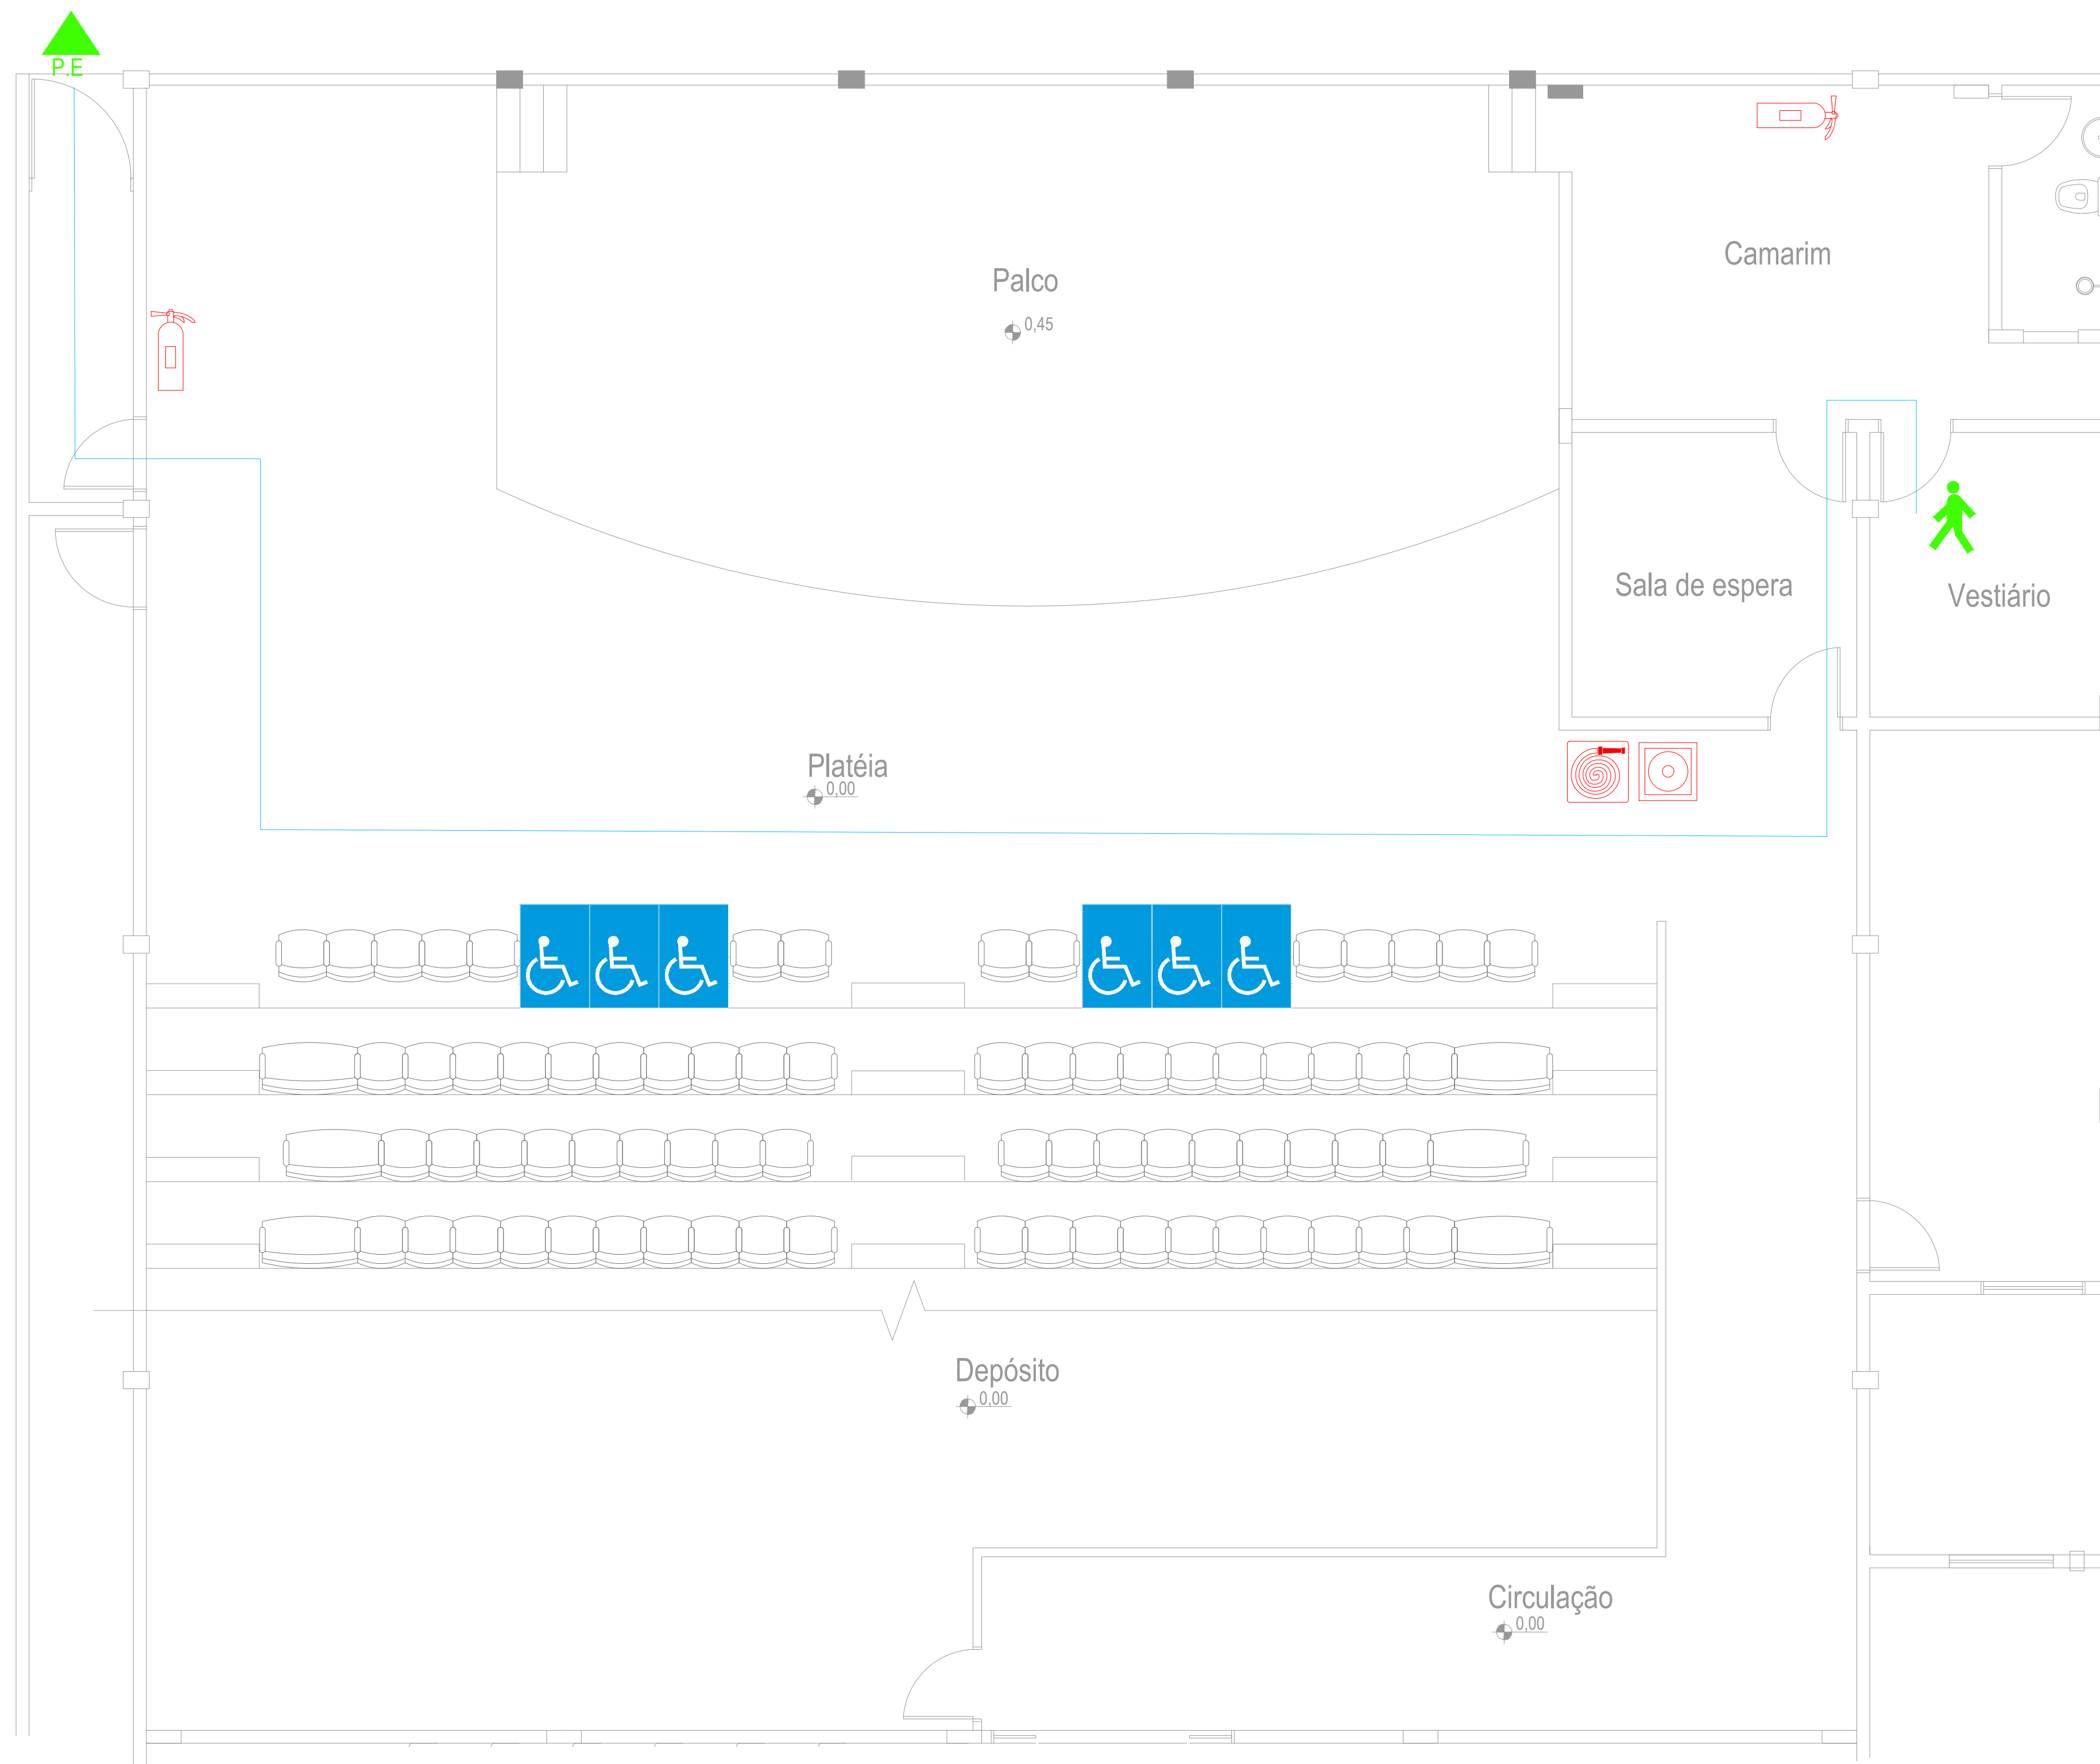 P.E
Palco
0,45
Camarim
Sala de espera
Vestiário
Platéia
0,00
Depósito
0,00
Circulação
0,00